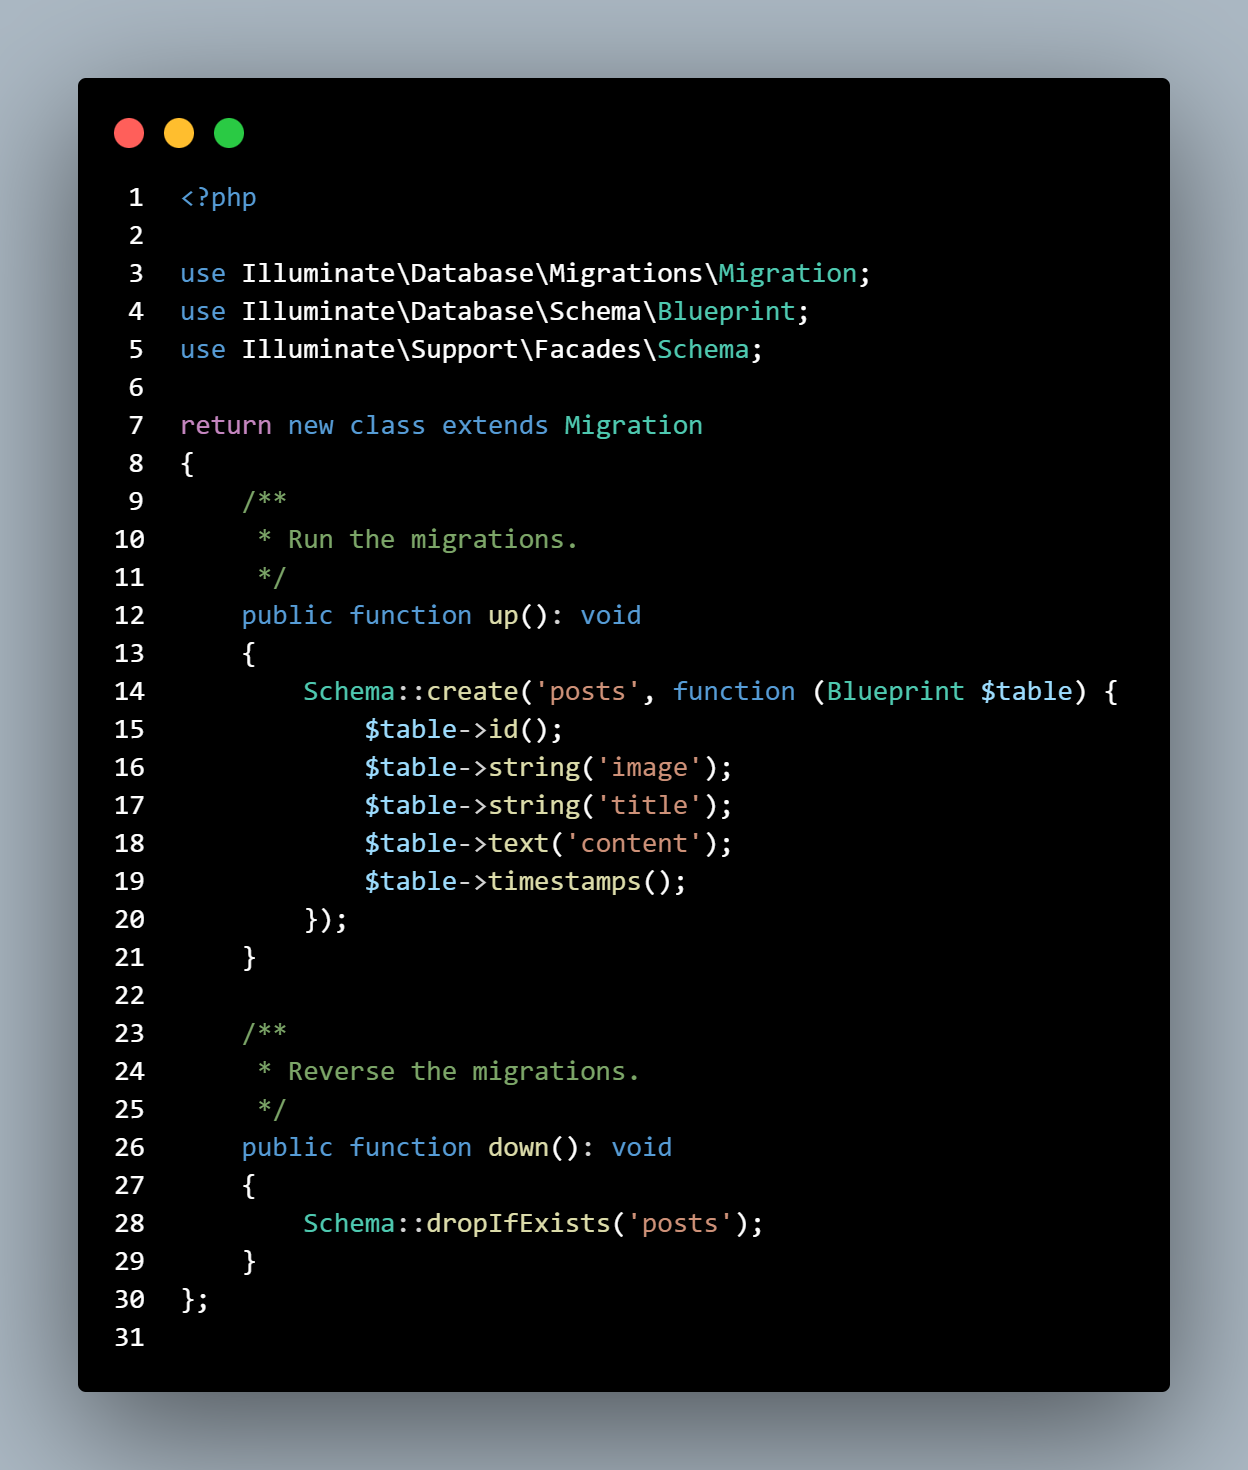 1 <?php
2
3 use Illuminate\Database\Migrations\Migration;
4 use Illuminate\Database\Schema\Blueprint;
5 use Illuminate\Support\Facades\Schema;
6
7 return new class extends Migration
8 {
9     /**
10      * Run the migrations.
11      */
12     public function up(): void
13     {
14         Schema::create('posts', function (Blueprint $table) {
15             $table->id();
16             $table->string('image');
17             $table->string('title');
18             $table->text('content');
19             $table->timestamps();
20         });
21     }
22
23     /**
24      * Reverse the migrations.
25      */
26     public function down(): void
27     {
28         Schema::dropIfExists('posts');
29     }
30 };
31